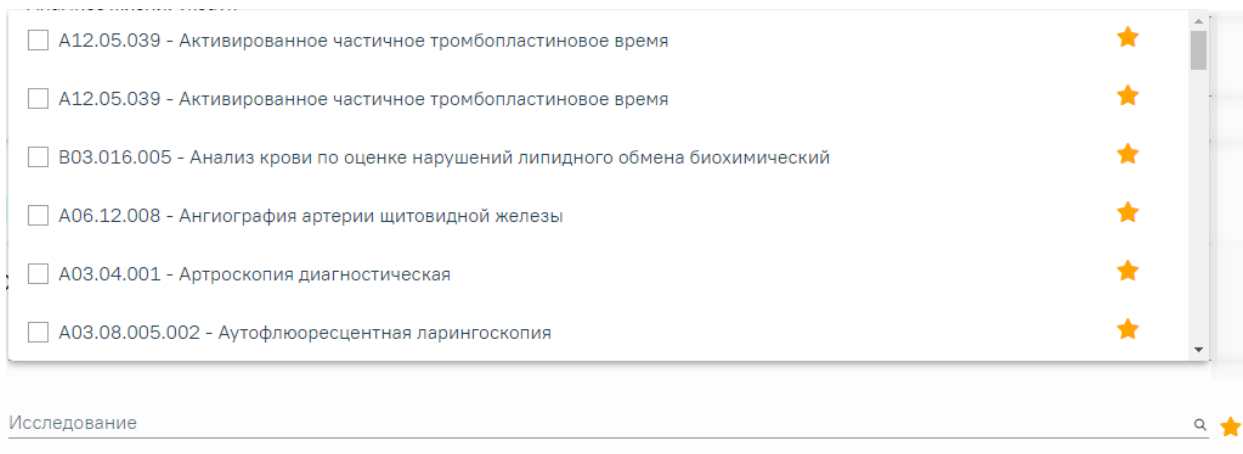 A12.05.039 - Активированное частичное тромбопластиновое время
A12.05.039 - Активированное частичное тромбопластиновое время
B03.016.005 - Анализ крови по оценке нарушений липидного обмена биохимический
A06.12.008 - Ангиография артерии щитовидной железы
A03.04.001 - Артроскопия диагностическая
A03.08.005.002 - Аутофлюоресцентная ларингоскопия
Исследование